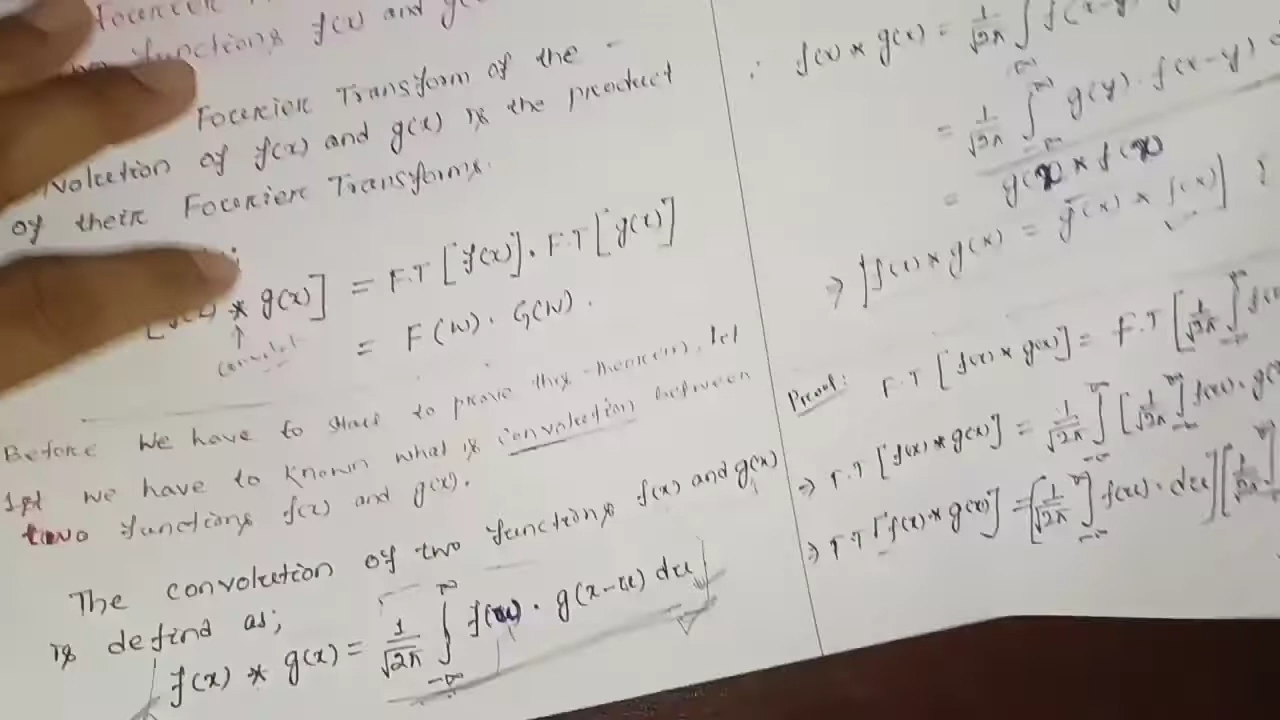 functions f(x) and
Fourier Transform of the -
of f(x) and g(x) is the product
of their Fourier Transforms.
* g(x)] = F.T [f(x)] . F.T [g(x)]
= F(W) . G(W) .
Before we have to start to prove this theorem, let
1st we have to known what is convolution between
two functions f(x) and g(x).
The convolution of two functions f(x) and g(x)
is defind as;
f(x) * g(x) = 1/√2π ∫_{-∞}^{∞} f(u) . g(x-u) du
∴ f(x) * g(x) = 1/√2π ∫ f(x-y)
= 1/√2π ∫_{-∞}^{∞} g(y) . f(x-y)
= g(x) * f(x)
⇒ [f(x) * g(x) = g(x) * f(x)]
Proof: F.T [f(x) * g(x)] = F.T [1/√2π ∫_{-∞}^{∞}
⇒ F.T [f(x) * g(x)] = 1/√2π ∫_{-∞}^{∞} [1/√2π ∫_{-∞}^{∞} f(u) .
⇒ F.T [f(x) * g(x)] = [1/√2π ∫_{-∞}^{∞} f(u) . du] [1/√2π ∫_{-∞}^{∞}